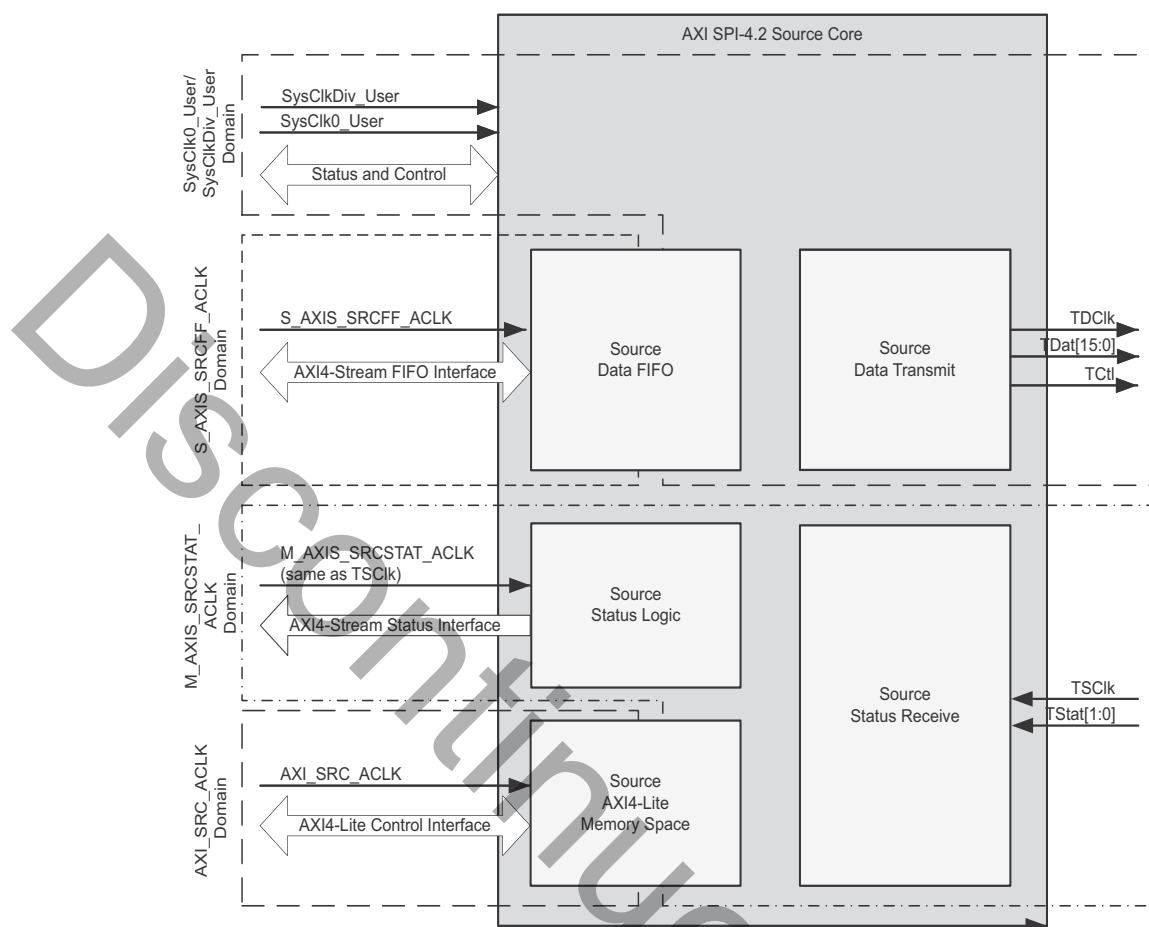 AXI SPI-4.2 Source Core
SysClk0_User/
SysClkDiv_User
Domain
SysClkDiv_User
SysClk0_User
Status and Control
S_AXIS_SRCFF_ACLK
Domain
S_AXIS_SRCFF_ACLK
AXI4-Stream FIFO Interface
Source
Data FIFO
Source
Data Transmit
TDClk
TDat[15:0]
TCtl
M_AXIS_SRCSTAT_
ACLK
Domain
M_AXIS_SRCSTAT_ACLK
(same as TSClk)
AXI4-Stream Status Interface
Source
Status Logic
Source
Status Receive
TSClk
TStat[1:0]
AXI_SRC_ACLK
Domain
AXI_SRC_ACLK
AXI4-Lite Control Interface
Source
AXI4-Lite
Memory Space